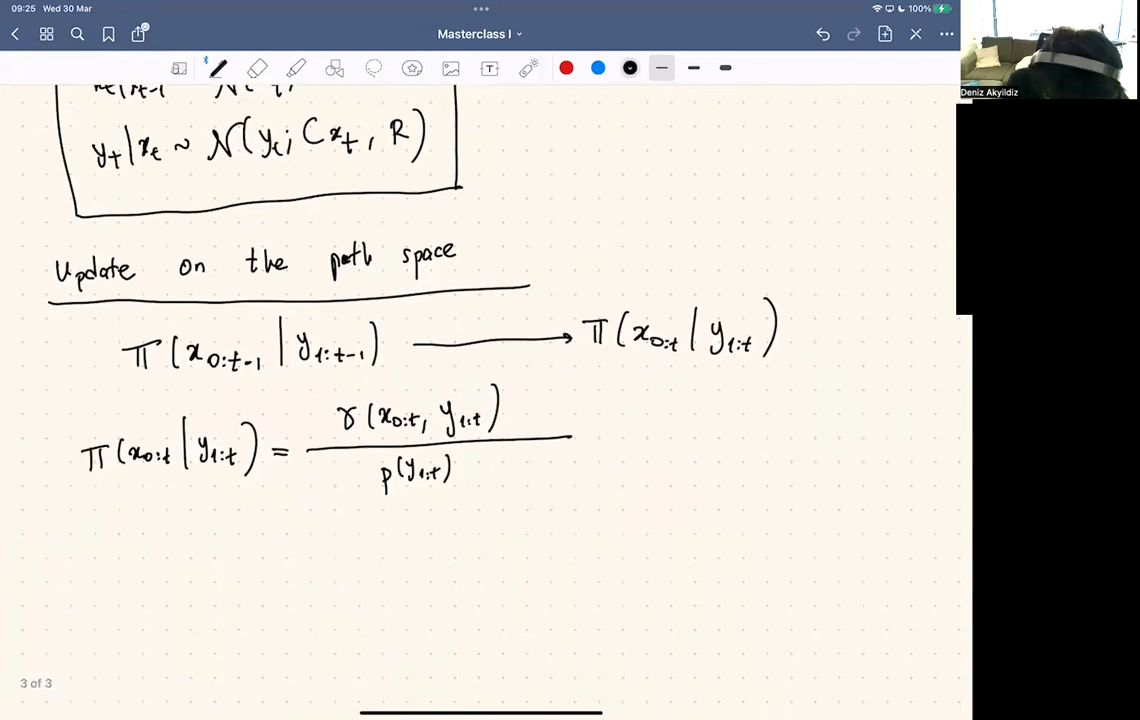 09:25 Wed 30 Mar
100%
Masterclass I
Deniz Akyildiz
y_t|x_t ~ N(y_t; Cx_t, R)
Update on the path space
π(x_{0:t-1} | y_{1:t-1}) → π(x_{0:t} | y_{1:t})
π(x_{0:t} | y_{1:t}) = γ(x_{0:t}, y_{1:t})
p(y_{1:t})
3 of 3